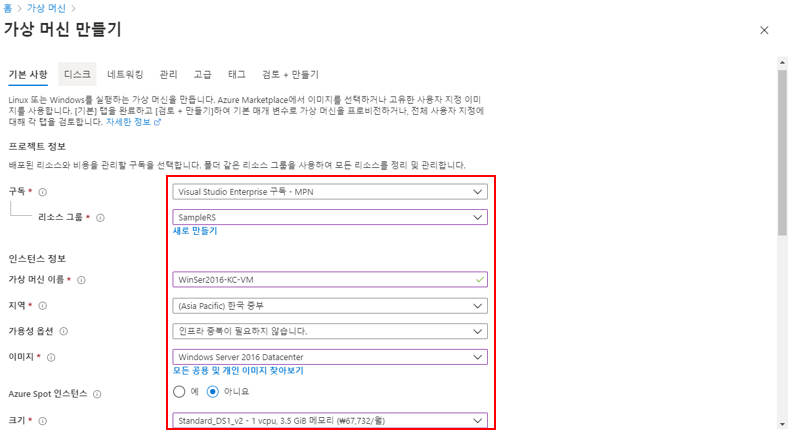 홈 > 가상 머신 >
가상 머신 만들기
기본 사항 디스크 네트워킹 관리 고급 태그 검토 + 만들기
Linux 또는 Windows를 실행하는 가상 머신을 만듭니다. Azure Marketplace에서 이미지를 선택하거나 고유한 사용자 지정 이미
지를 사용합니다. [기본] 탭을 완료하고 [검토 + 만들기]하여 기본 매개 변수로 가상 머신을 프로비전하거나, 전체 사용자 지정에
대해 각 탭을 검토합니다. 자세한 정보
프로젝트 정보
배포된 리소스와 비용을 관리할 구독을 선택합니다. 폴더 같은 리소스 그룹을 사용하여 모든 리소스를 정리 및 관리합니다.
구독 * Visual Studio Enterprise 구독 - MPN
리소스 그룹 * SampleRS
새로 만들기
인스턴스 정보
가상 머신 이름 * WinSer2016-KC-VM
지역 * (Asia Pacific) 한국 중부
가용성 옵션 인프라 중복이 필요하지 않습니다.
이미지 * Windows Server 2016 Datacenter
모든 공용 및 개인 이미지 찾아보기
Azure Spot 인스턴스 예 아니요
크기 * Standard_DS1_v2 - 1 vcpu, 3.5 GiB 메모리 (₩67,732/월)